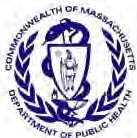 COMMONWEALTH OF MASSACHUSETTS
DEPARTMENT OF PUBLIC HEALTH